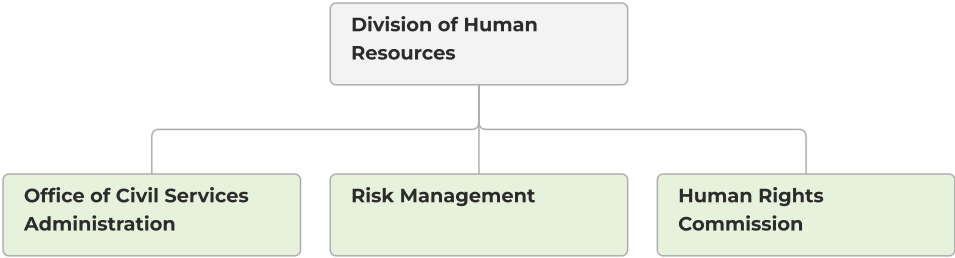 Division of Human
Resources
Office of Civil Services
Administration
Risk Management
Human Rights
Commission